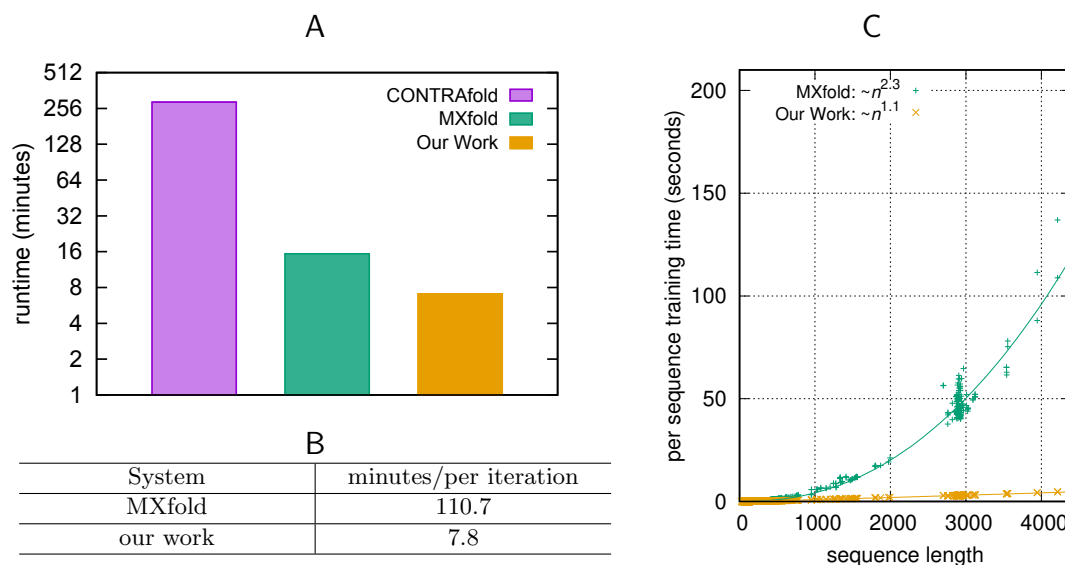 A
runtime (minutes)
512
256
128
64
32
16
8
4
2
1
CONTRAfold
MXfold
Our Work
B
System minutes/per iteration
MXfold 110.7
our work 7.8
C
per sequence training time (seconds)
200
150
100
50
0
MXfold: ~n^2.3
Our Work: ~n^1.1
0 1000 2000 3000 4000
sequence length